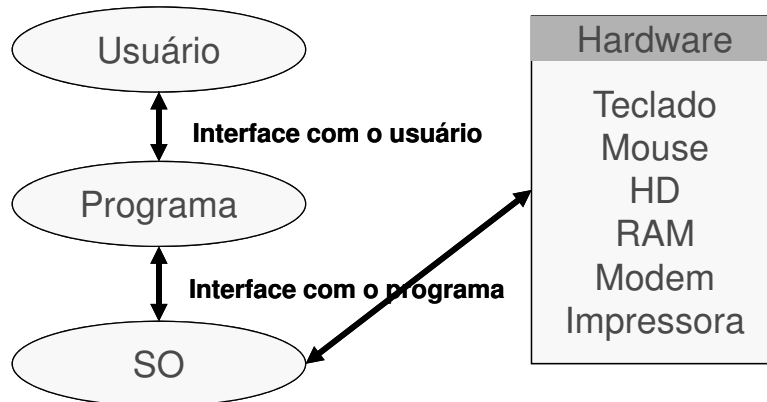 Usuário
Interface com o usuário
Programa
Interface com o programa
SO
Hardware
Teclado
Mouse
HD
RAM
Modem
Impressora